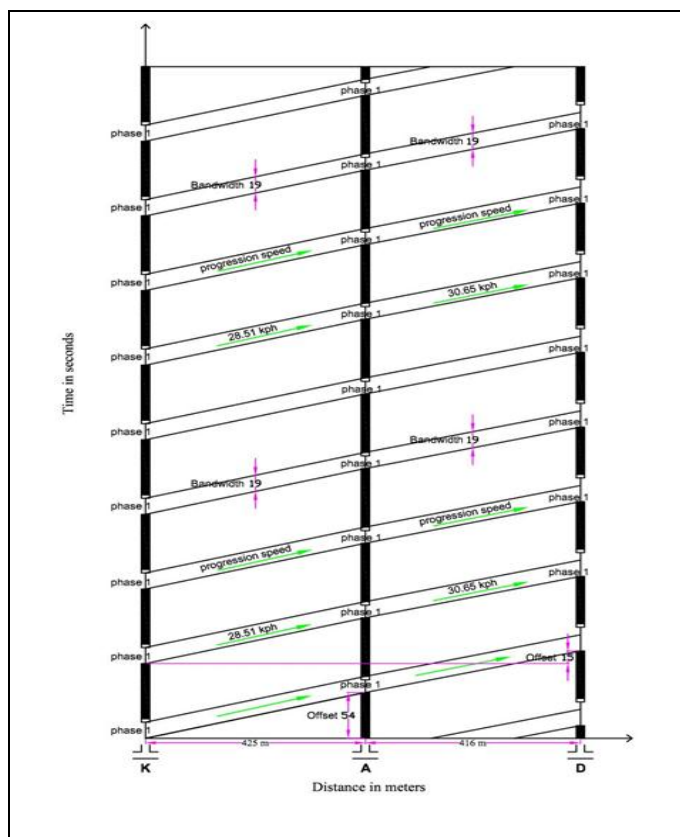 phase 1
phase 1
phase 1
Bandwidth 19
phase 1
Bandwidth 19
phase 1
phase 1
progression speed
phase 1
progression speed
phase 1
phase 1
30.65 kph
phase 1
28.51 kph
phase 1
phase 1
phase 1
Time in seconds
phase 1
phase 1
Bandwidth 19
phase 1
Bandwidth 19
phase 1
phase 1
progression speed
phase 1
progression speed
phase 1
phase 1
30.65 kph
phase 1
28.51 kph
phase 1
Offset 15
phase 1
Offset 54
phase 1
425 m
416 m
K
A
D
Distance in meters